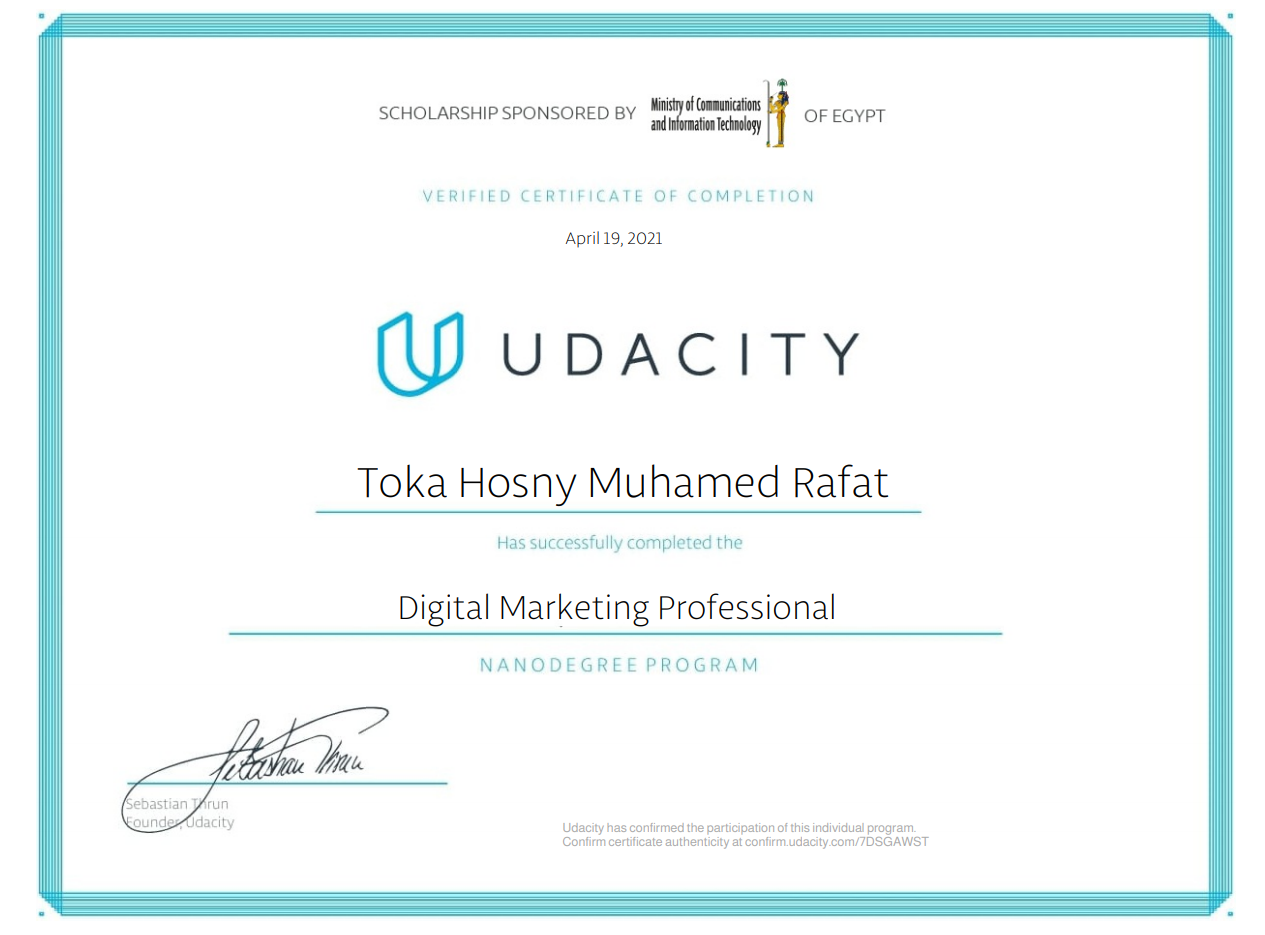 SCHOLARSHIP SPONSORED BY Ministry of Communications and Information Technology OF EGYPT
VERIFIED CERTIFICATE OF COMPLETION
April 19, 2021
UDACITY
Toka Hosny Muhamed Rafat
Has successfully completed the
Digital Marketing Professional
NANODEGREE PROGRAM
Sebastian Thrun
Sebastian Thrun
Founder, Udacity
Udacity has confirmed the participation of this individual program.
Confirm certificate authenticity at confirm.udacity.com/7DSGAWST